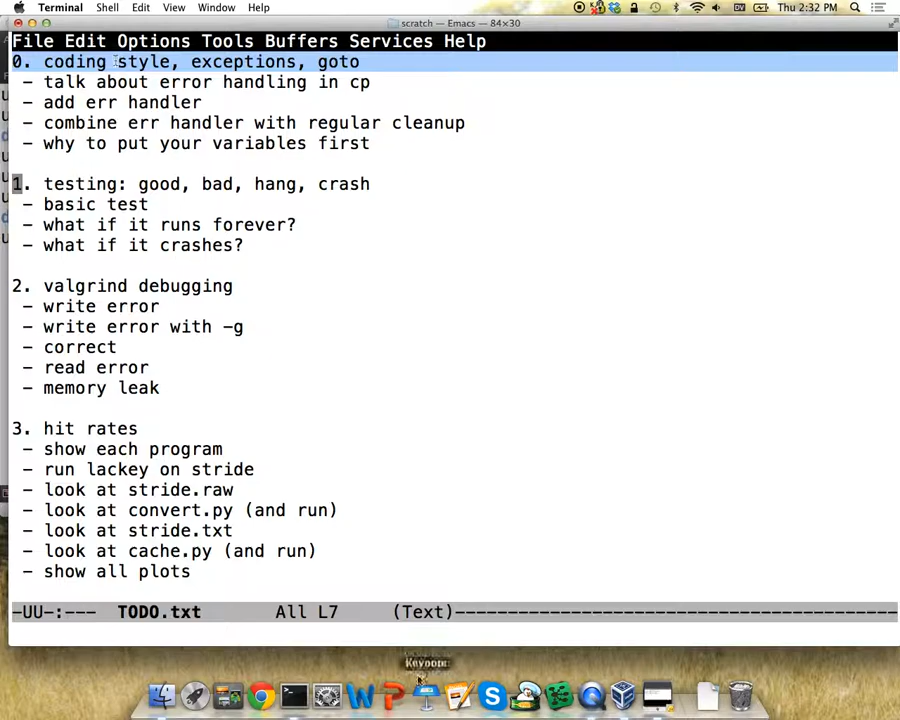 Terminal Shell Edit View Window Help Thu 2:32 PM
scratch — Emacs — 84×30
File Edit Options Tools Buffers Services Help
0. coding style, exceptions, goto
- talk about error handling in cp
- add err handler
- combine err handler with regular cleanup
- why to put your variables first
1. testing: good, bad, hang, crash
- basic test
- what if it runs forever?
- what if it crashes?
2. valgrind debugging
- write error
- write error with -g
- correct
- read error
- memory leak
3. hit rates
- show each program
- run lackey on stride
- look at stride.raw
- look at convert.py (and run)
- look at stride.txt
- look at cache.py (and run)
- show all plots
-UU-:---- TODO.txt All L7 (Text)------------------------------------------